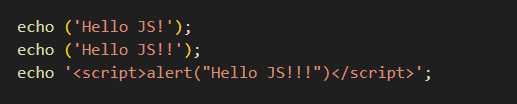 echo ('Hello JS!');
echo ('Hello JS!!');
echo '<script>alert("Hello JS!!!")</script>';